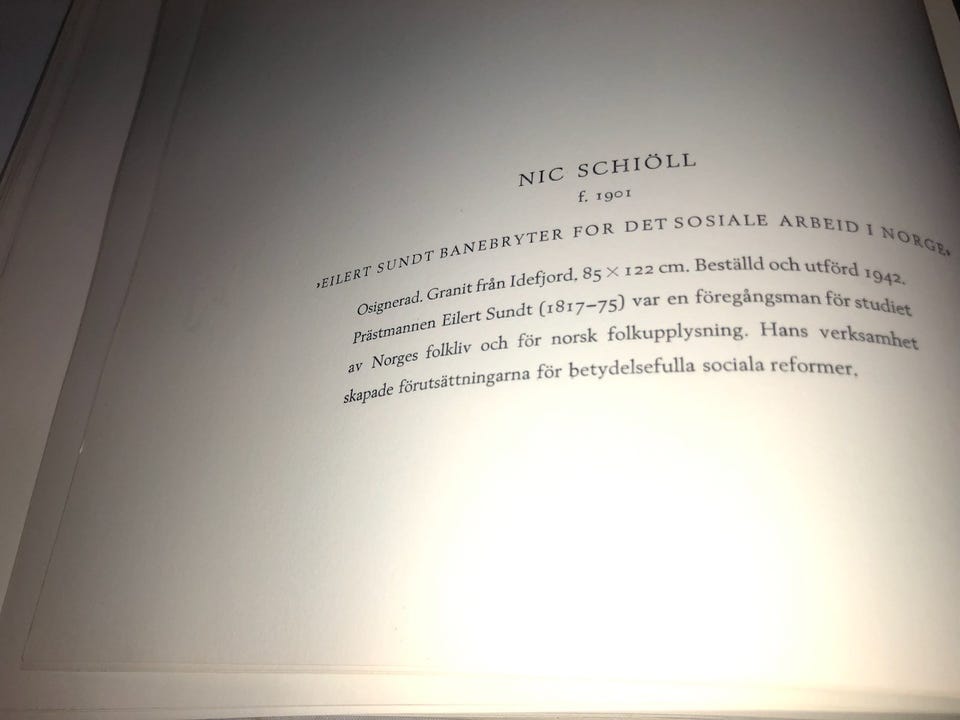 NIC SCHIÖLL
f. 1901
›EILERT SUNDT BANEBRYTER FOR DET SOSIALE ARBEID I NORGE›
Osignerad. Granit från Idefjord, 85 × 122 cm. Beställd och utförd 1942.
Prästmannen Eilert Sundt (1817–75) var en föregångsman för studiet
av Norges folkliv och för norsk folkupplysning. Hans verksamhet
skapade förutsättningarna för betydelsefulla sociala reformer.